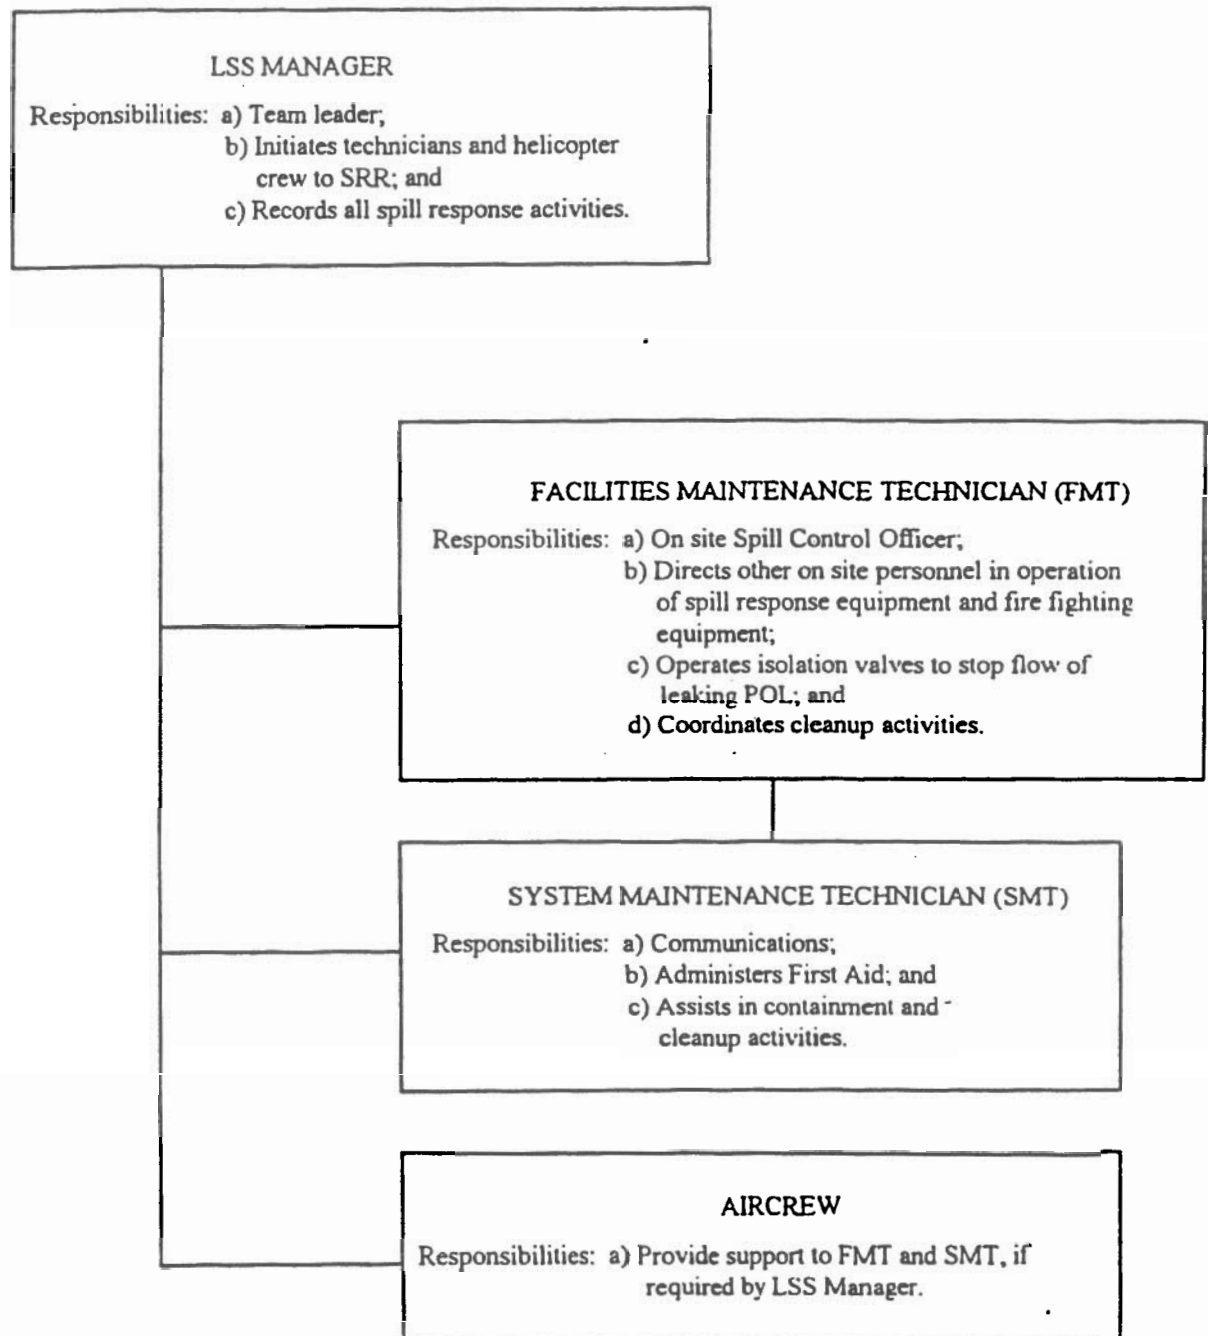 LSS MANAGER
Responsibilities: a) Team leader;
b) Initiates technicians and helicopter
crew to SRR; and
c) Records all spill response activities.
FACILITIES MAINTENANCE TECHNICIAN (FMT)
Responsibilities: a) On site Spill Control Officer;
b) Directs other on site personnel in operation
of spill response equipment and fire fighting
equipment;
c) Operates isolation valves to stop flow of
leaking POL; and
d) Coordinates cleanup activities.
SYSTEM MAINTENANCE TECHNICIAN (SMT)
Responsibilities: a) Communications;
b) Administers First Aid; and
c) Assists in containment and
cleanup activities.
AIRCREW
Responsibilities: a) Provide support to FMT and SMT, if
required by LSS Manager.